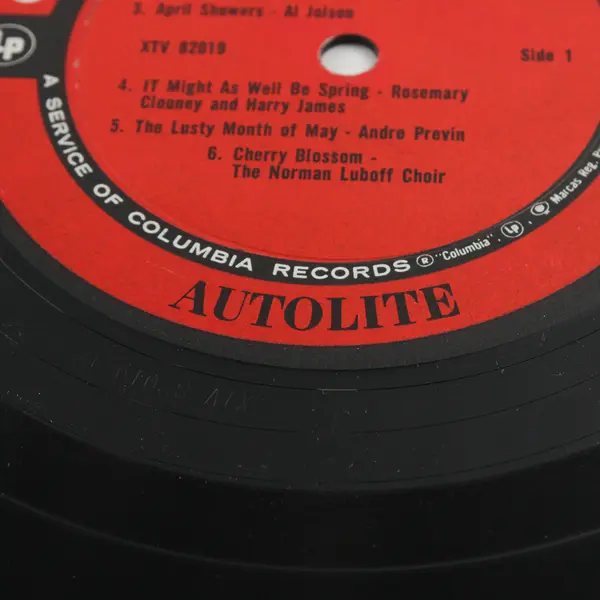 3. April Showers - Al Jolson
LP
XTV 82019
Side 1
4. IT Might As Well Be Spring - Rosemary
Clooney and Harry James
5. The Lusty Month of May - Andre Previn
6. Cherry Blossom -
The Norman Luboff Choir
A SERVICE OF COLUMBIA RECORDS ® "Columbia", LP, Marcas Reg.
AUTOLITE